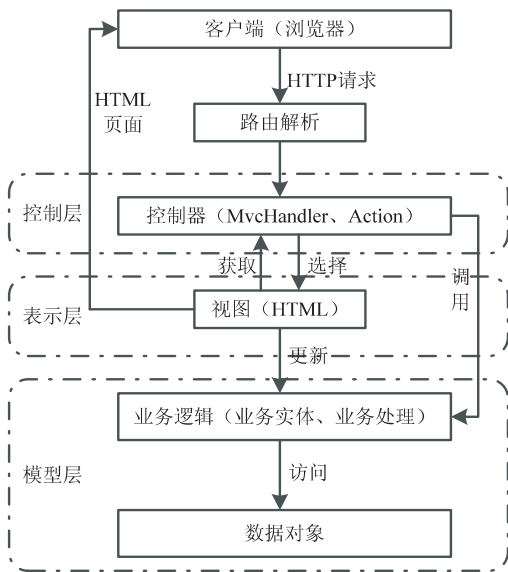 客户端（浏览器）
HTTP请求
HTML
页面
路由解析
控制层
控制器（MvcHandler、Action）
获取
选择
调
用
表示层
视图（HTML）
更新
业务逻辑（业务实体、业务处理）
模型层
访问
数据对象